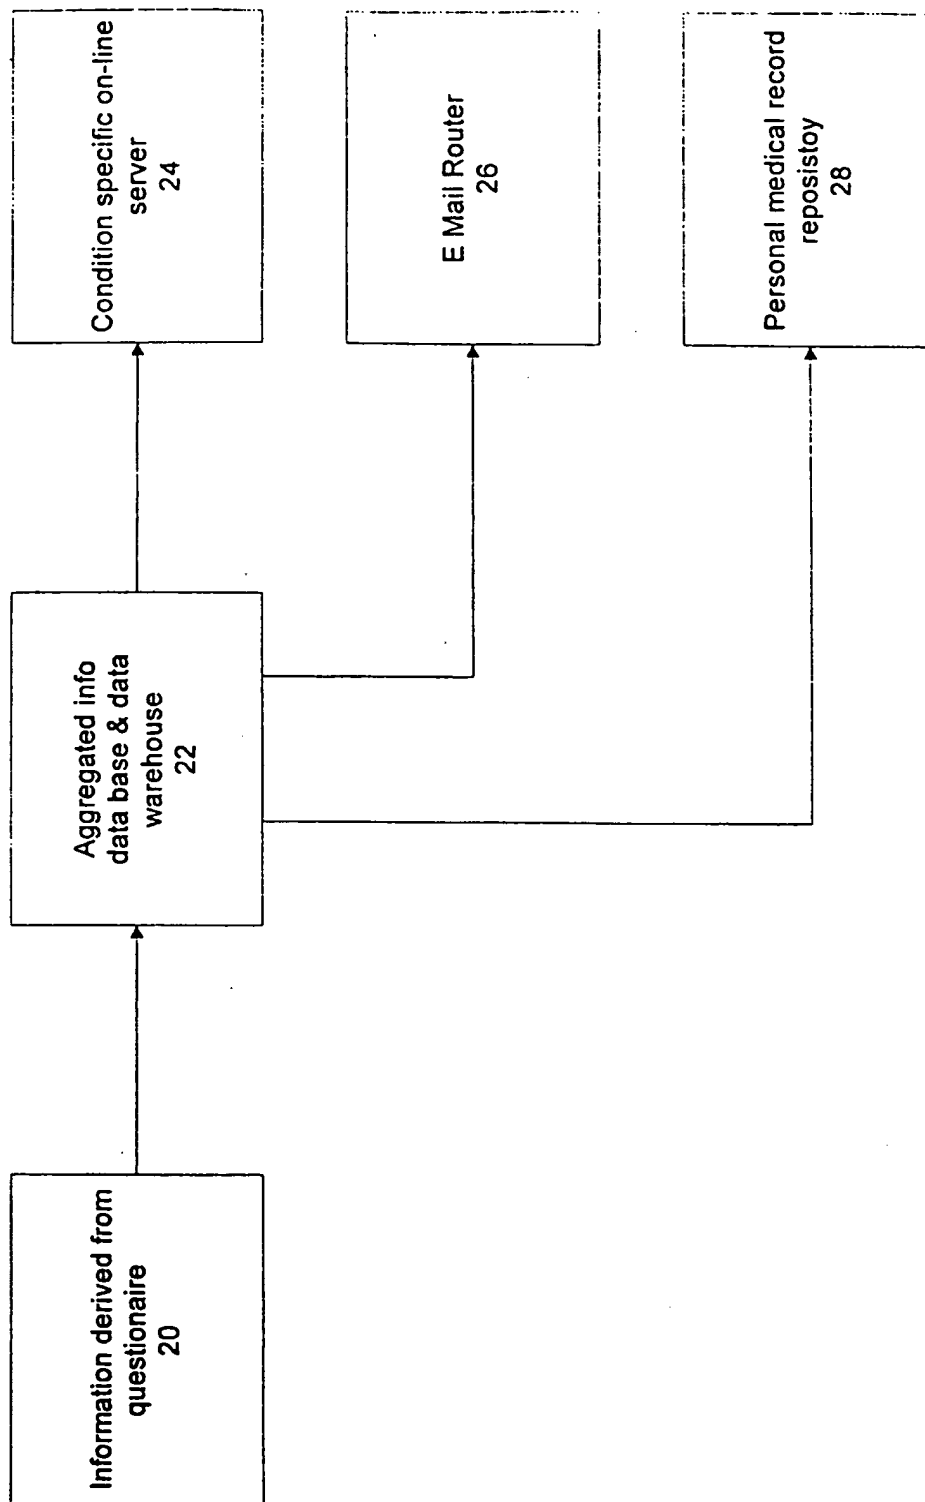 Information derived from
questionaire
20
Aggregated info
data base & data
warehouse
22
Condition specific on-line
server
24
E Mail Router
26
Personal medical record
reposistoy
28